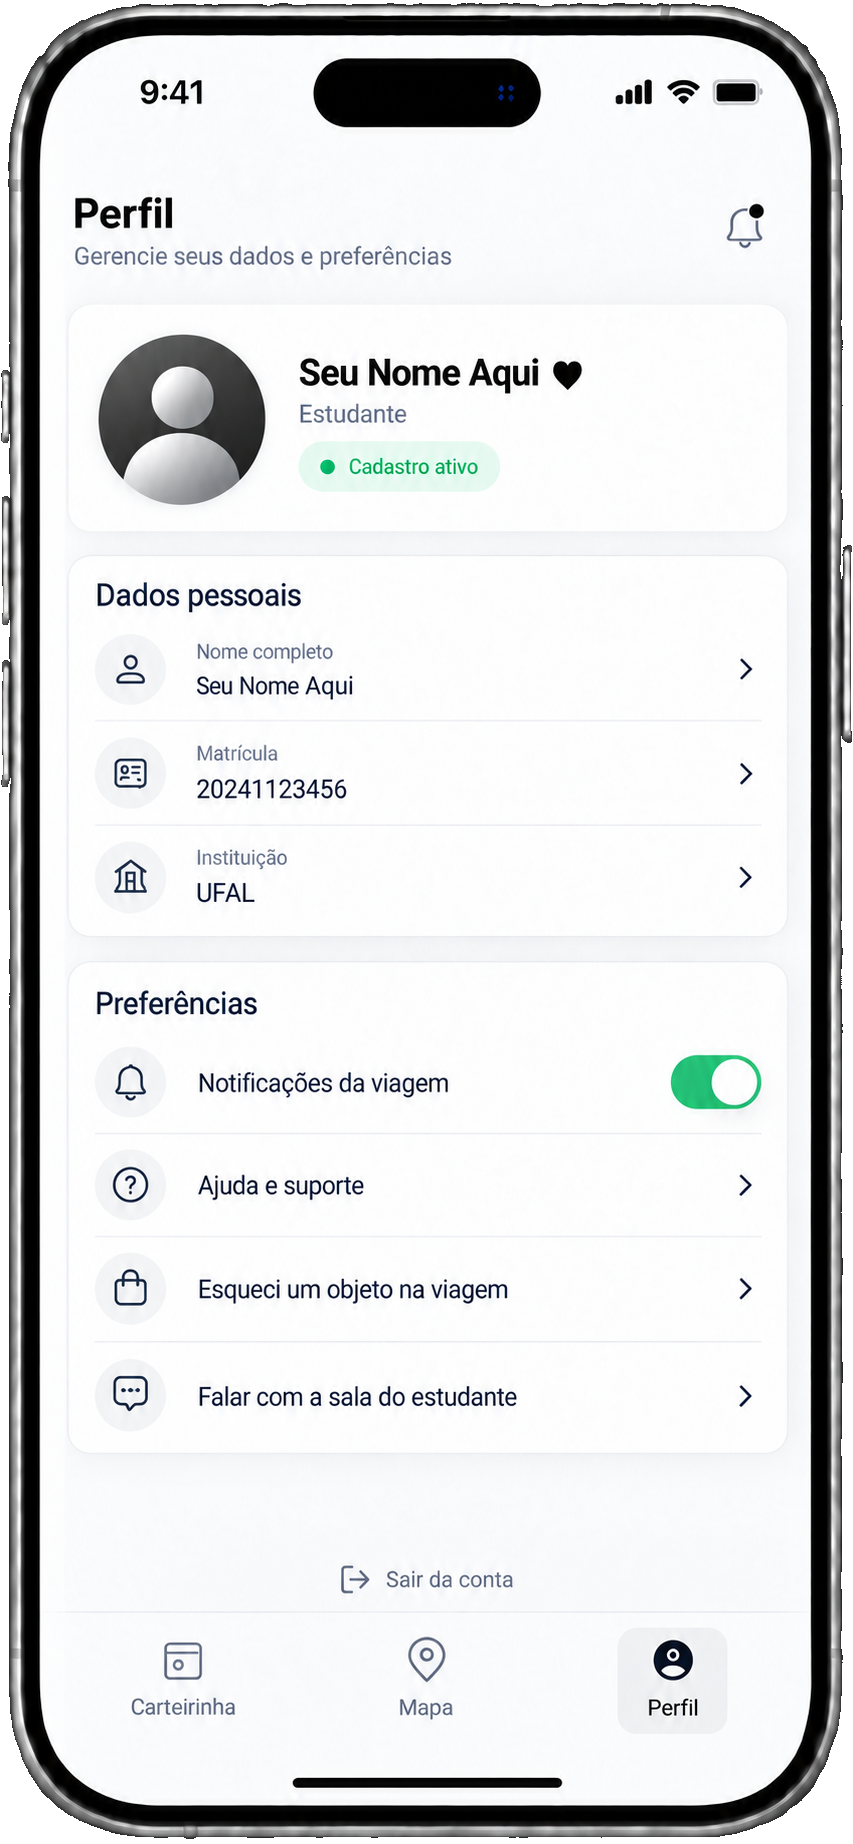 9:41
Perfil
Gerencie seus dados e preferências
Seu Nome Aqui
Estudante
Cadastro ativo
Dados pessoais
Nome completo
Seu Nome Aqui
Matrícula
20241123456
Instituição
UFAL
Preferências
Notificações da viagem
Ajuda e suporte
Esqueci um objeto na viagem
Falar com a sala do estudante
Sair da conta
Carteirinha
Mapa
Perfil